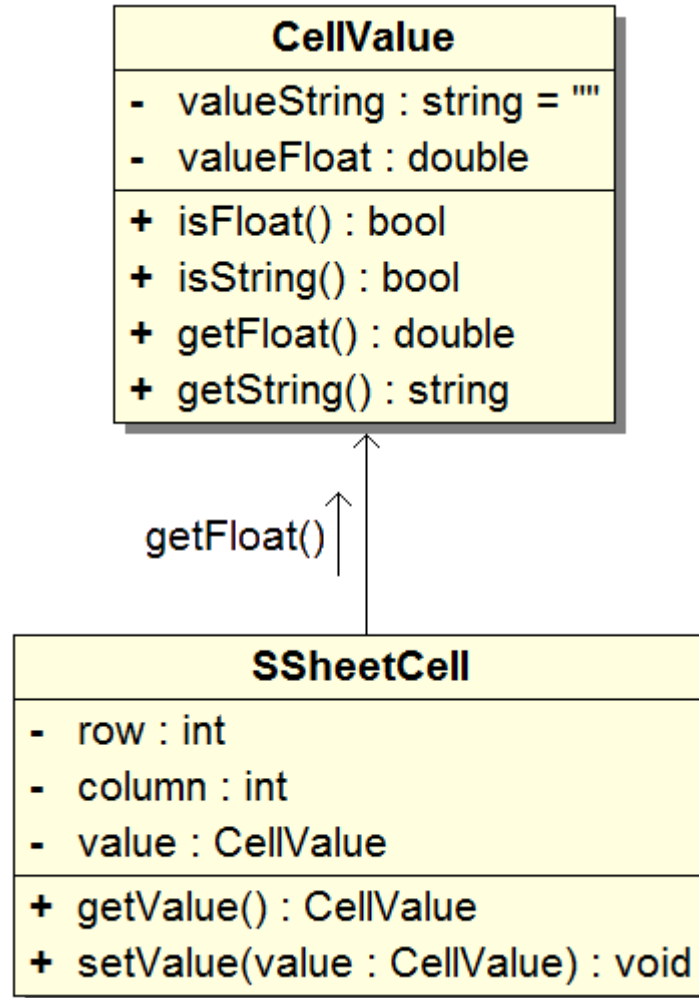 CellValue
- valueString : string = ""
- valueFloat : double
+ isFloat() : bool
+ isString() : bool
+ getFloat() : double
+ getString() : string
getFloat()
SSheetCell
- row : int
- column : int
- value : CellValue
+ getValue() : CellValue
+ setValue(value : CellValue) : void